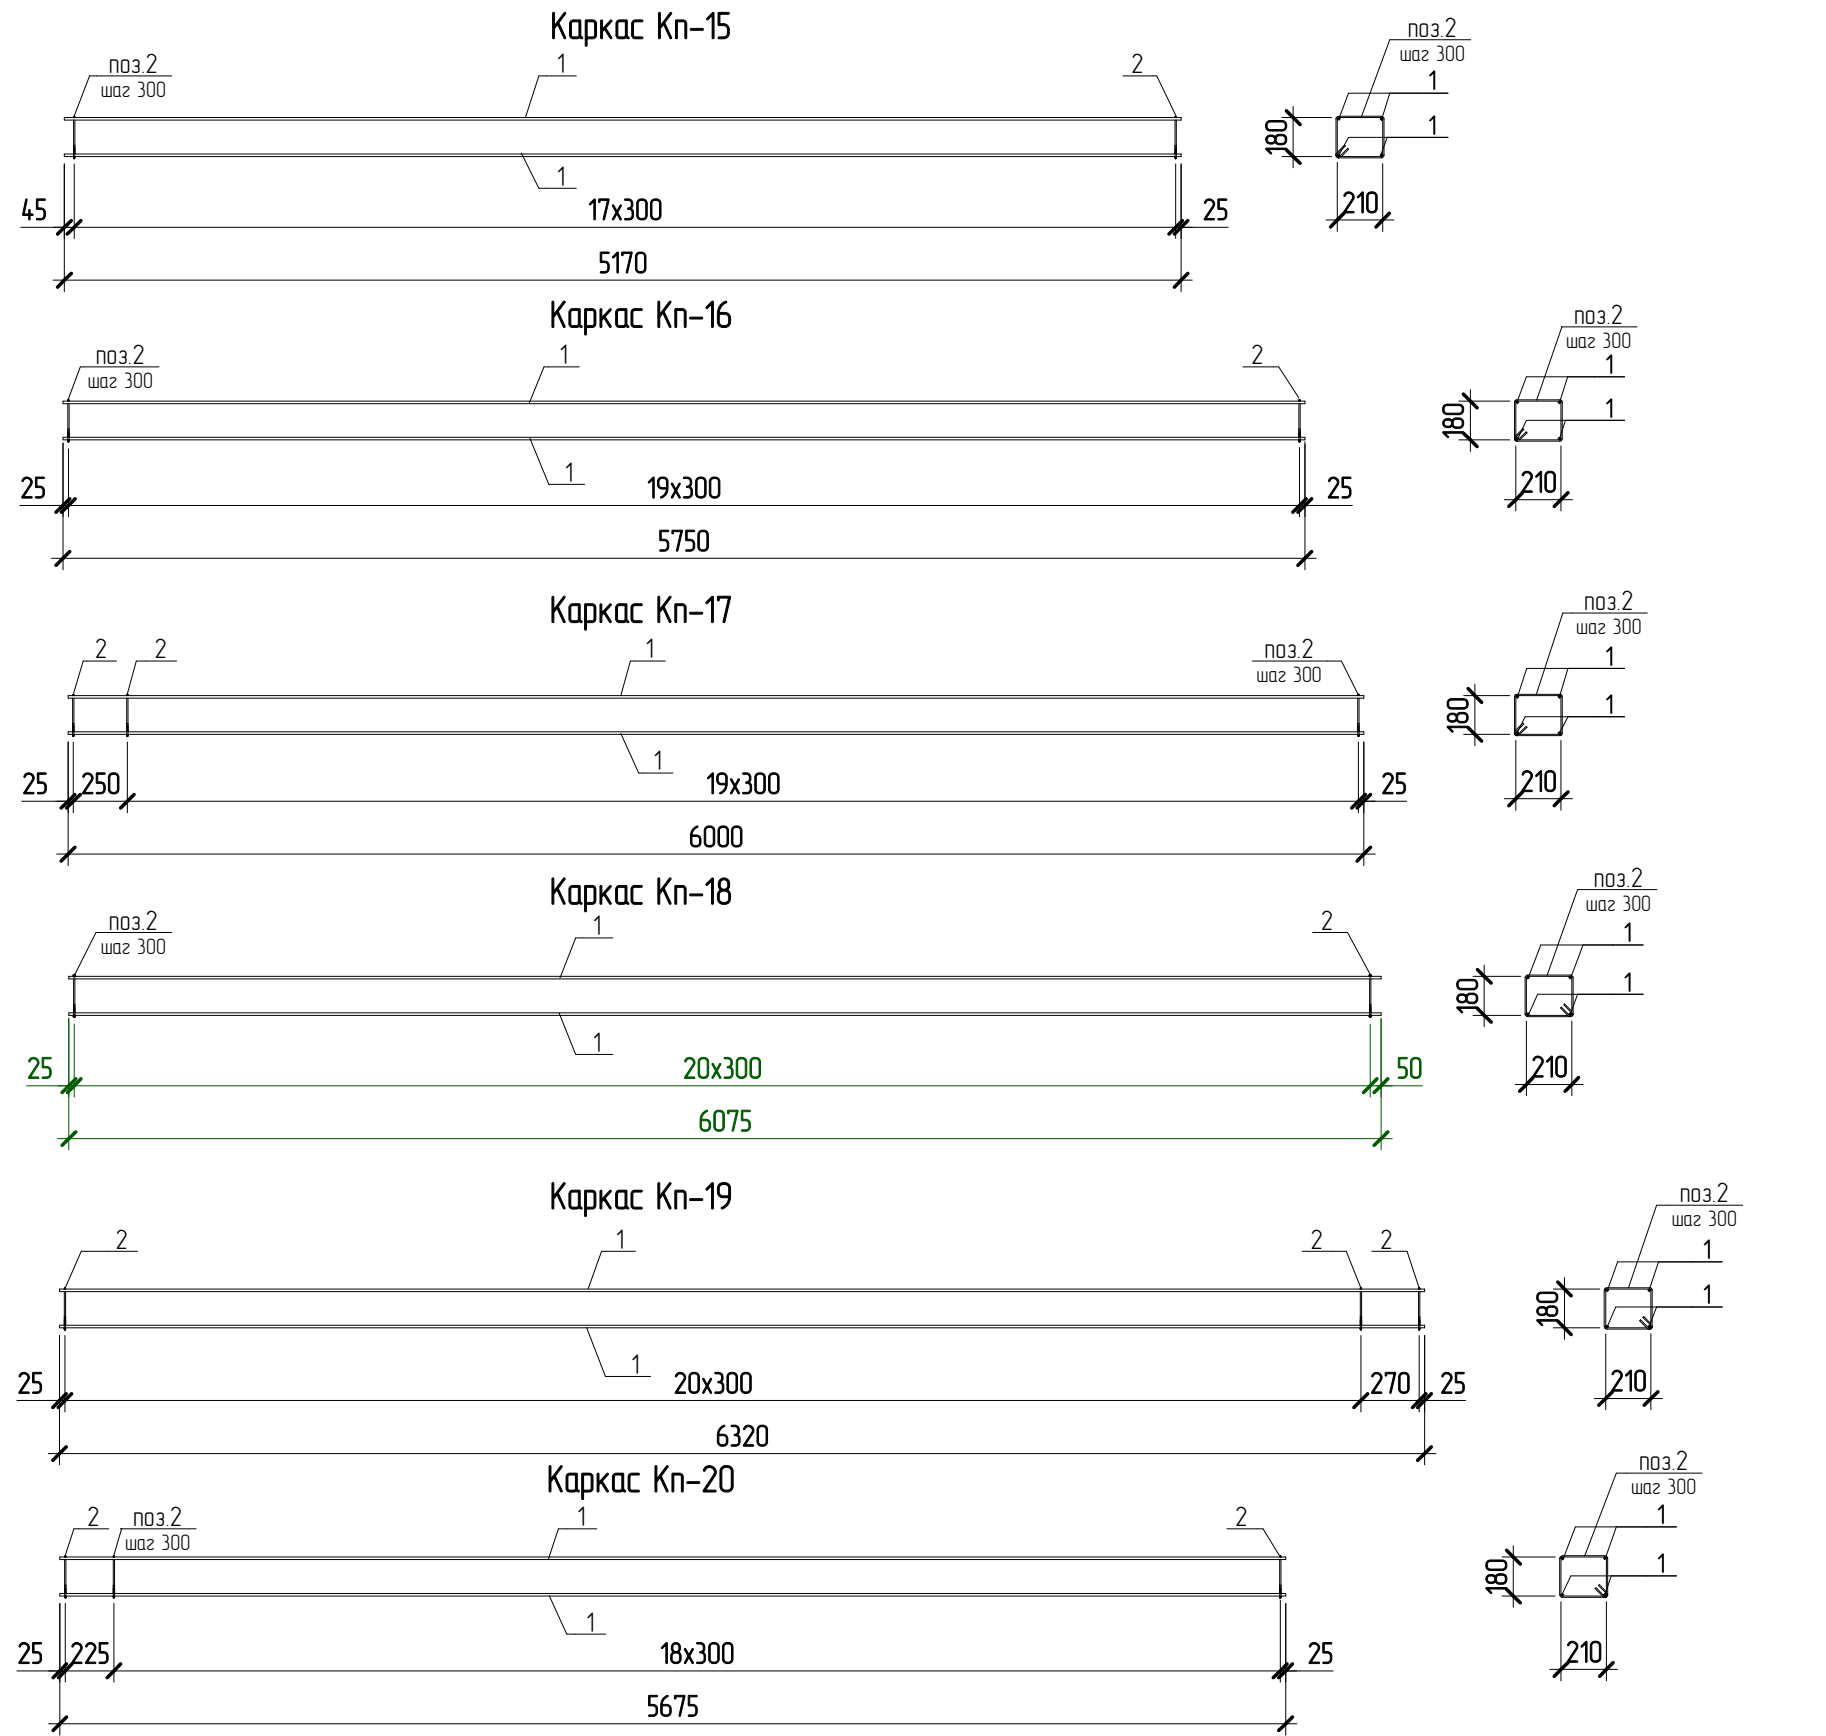 Каркас Кп-15
поз.2
шаг 300
1
2
1
45
17х300
25
5170
поз.2
шаг 300
1
1
180
210
Каркас Кп-16
поз.2
шаг 300
1
2
1
25
19х300
25
5750
поз.2
шаг 300
1
1
180
210
Каркас Кп-17
2
2
1
поз.2
шаг 300
1
25
250
19х300
25
6000
поз.2
шаг 300
1
1
180
210
Каркас Кп-18
поз.2
шаг 300
1
2
1
25
20х300
50
6075
поз.2
шаг 300
1
1
180
210
Каркас Кп-19
2
1
2
2
1
25
20х300
270
25
6320
поз.2
шаг 300
1
1
180
210
Каркас Кп-20
2
поз.2
шаг 300
1
2
1
25
225
18х300
25
5675
поз.2
шаг 300
1
1
180
210